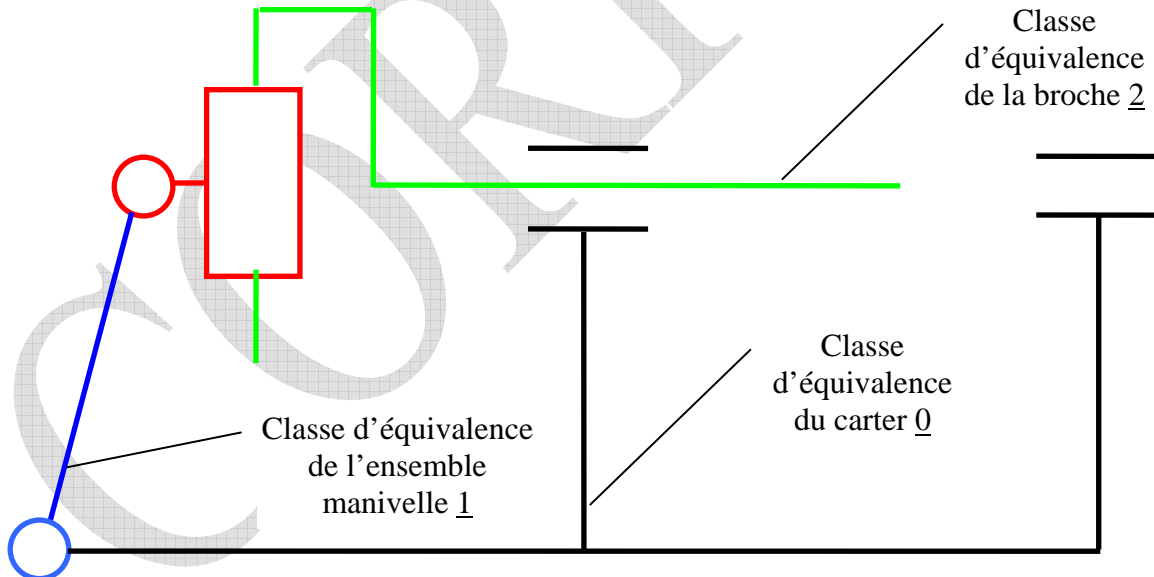 Classe
d’équivalence
de la broche 2
Classe
d’équivalence
du carter 0
Classe d’équivalence
de l’ensemble
manivelle 1